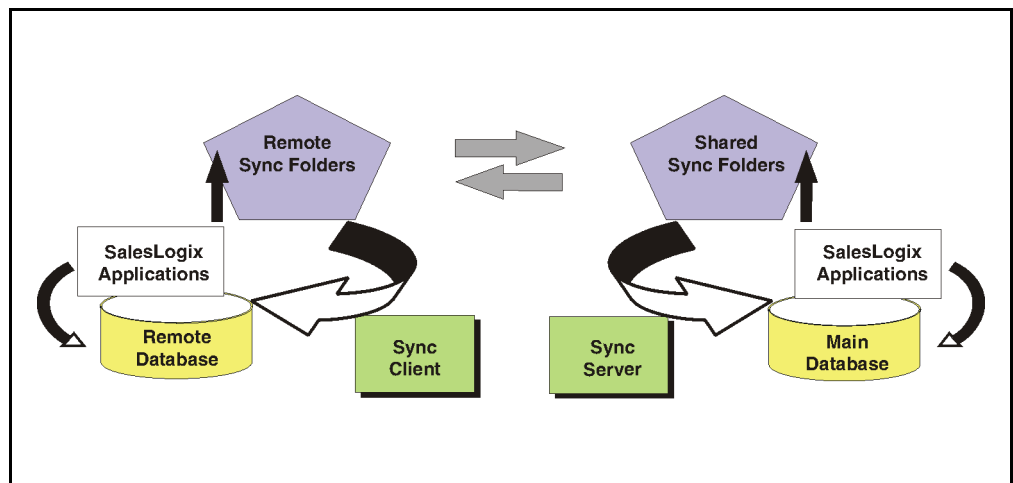 Remote
Sync Folders
Shared
Sync Folders
SalesLogix
Applications
SalesLogix
Applications
Remote
Database
Sync
Client
Sync
Server
Main
Database